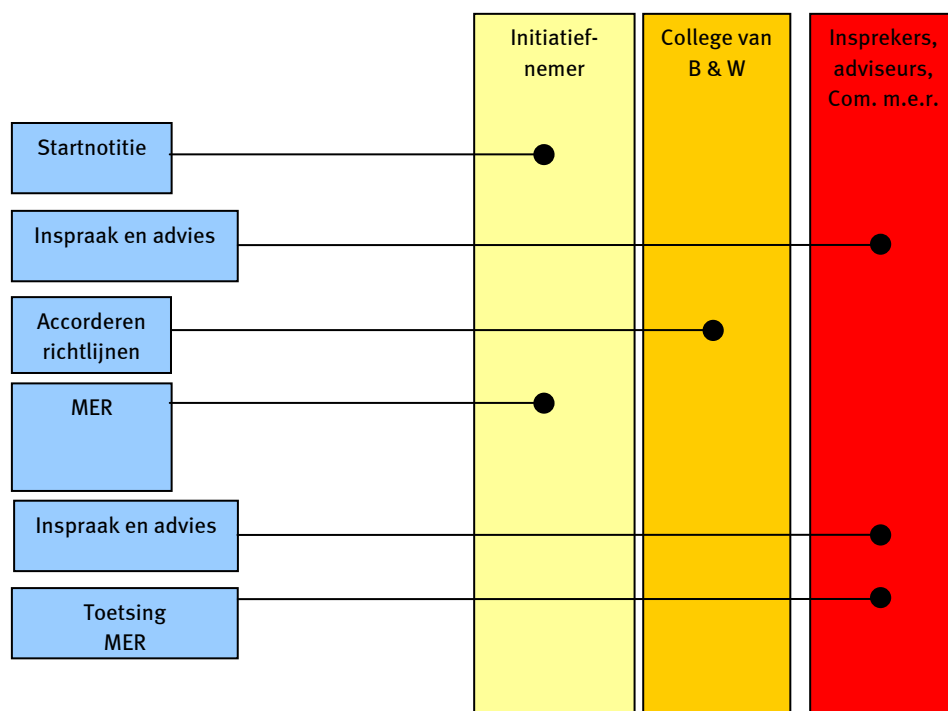 Initiatief-
nemer
College van
B & W
Insprekers,
adviseurs,
Com. m.e.r.
Startnotitie
Inspraak en advies
Accorderen
richtlijnen
MER
Inspraak en advies
Toetsing
MER